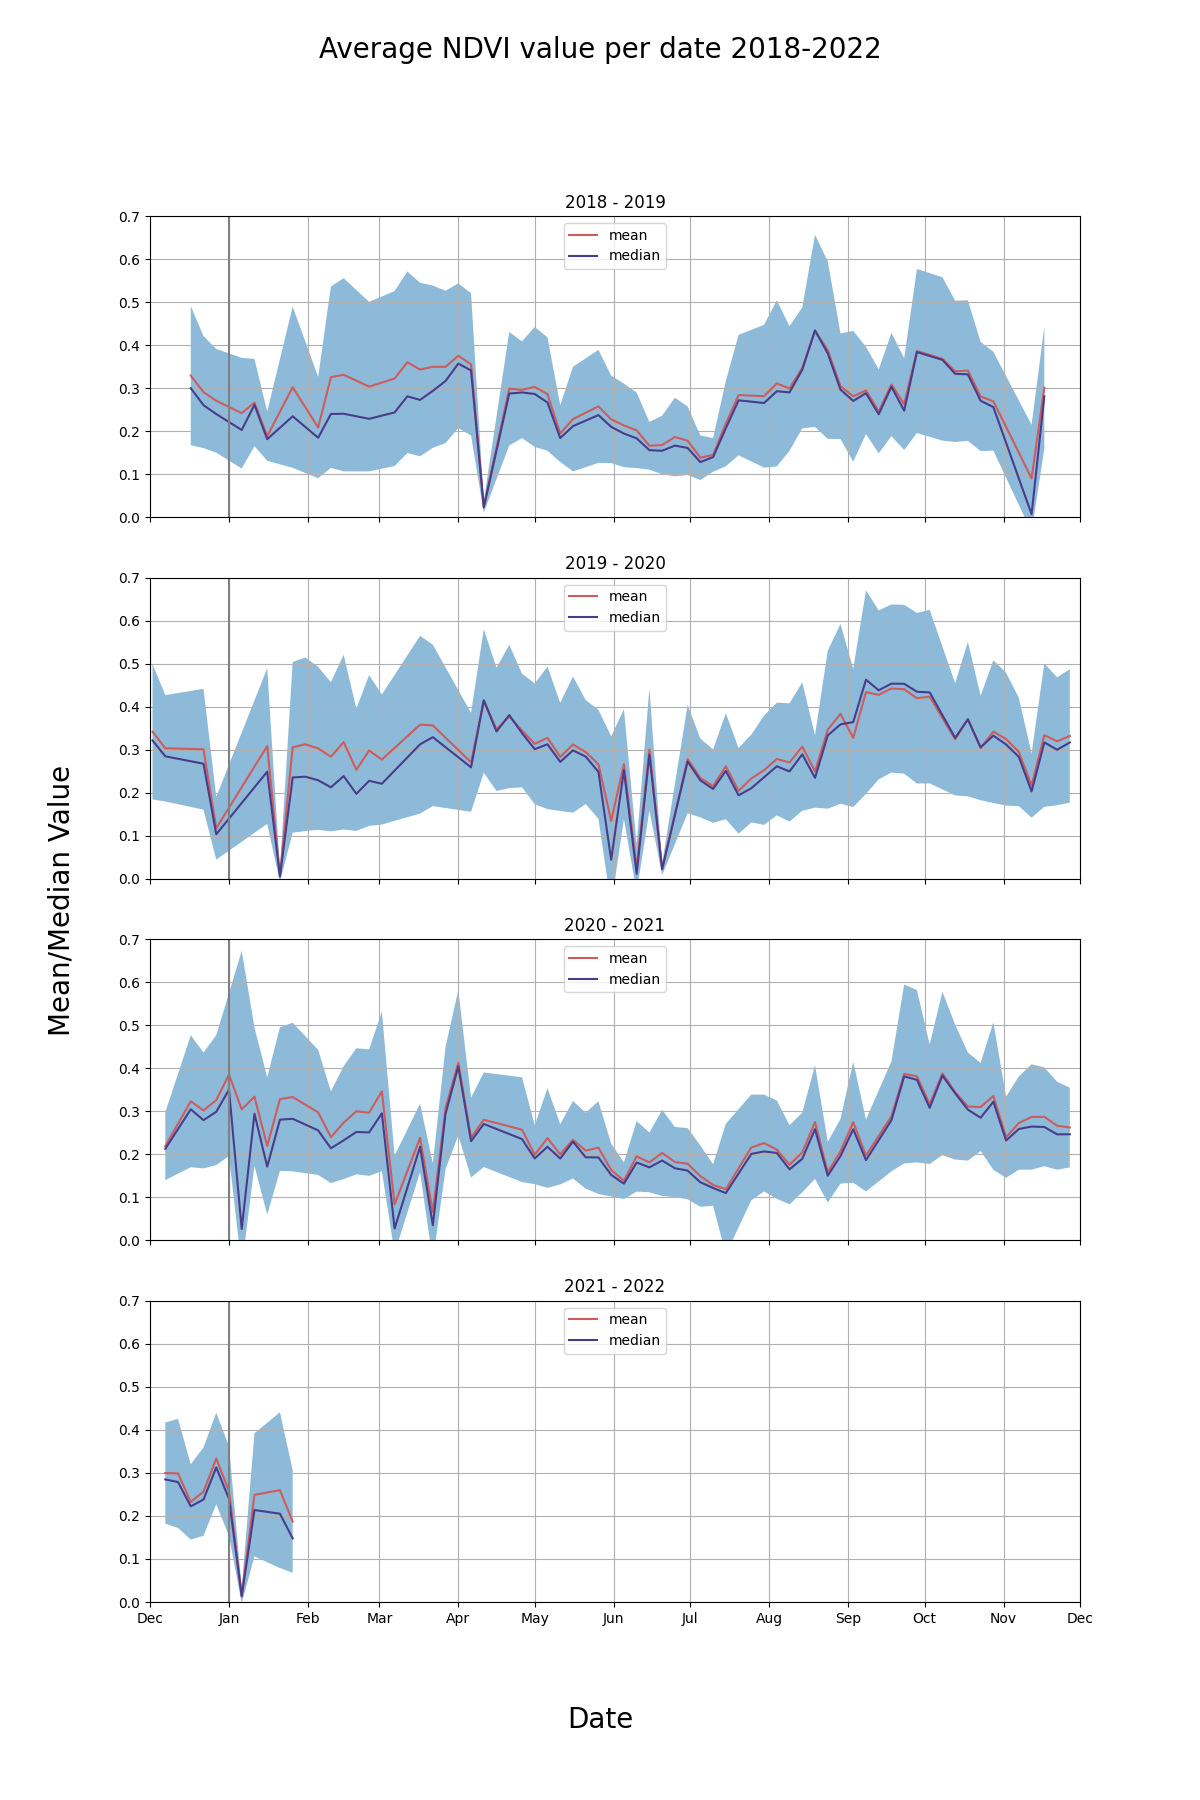 Average NDVI value per date 2018-2022
2018 - 2019
mean
median
0.7
0.6
0.5
0.4
0.3
0.2
0.1
0.0
2019 - 2020
mean
median
0.7
0.6
0.5
0.4
0.3
0.2
0.1
0.0
Mean/Median Value
2020 - 2021
mean
median
0.7
0.6
0.5
0.4
0.3
0.2
0.1
0.0
2021 - 2022
mean
median
0.7
0.6
0.5
0.4
0.3
0.2
0.1
0.0
Dec Jan Feb Mar Apr May Jun Jul Aug Sep Oct Nov Dec
Date